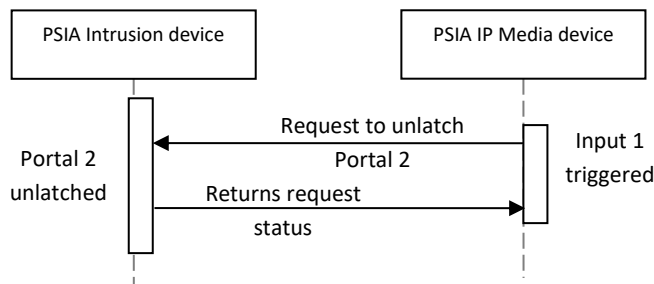 PSIA Intrusion device
PSIA IP Media device
Request to unlatch
Portal 2
Input 1
triggered
Portal 2
unlatched
Returns request
status